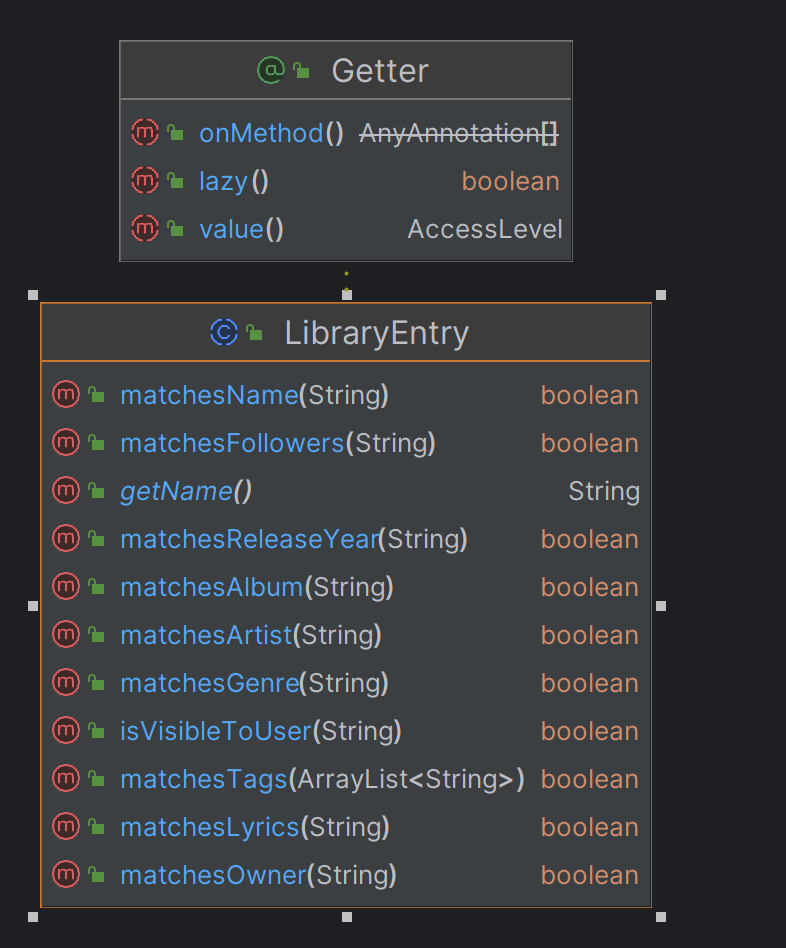 Getter
onMethod() AnyAnnotation[]
lazy() boolean
value() AccessLevel
LibraryEntry
matchesName(String) boolean
matchesFollowers(String) boolean
getName() String
matchesReleaseYear(String) boolean
matchesAlbum(String) boolean
matchesArtist(String) boolean
matchesGenre(String) boolean
isVisibleToUser(String) boolean
matchesTags(ArrayList<String>) boolean
matchesLyrics(String) boolean
matchesOwner(String) boolean